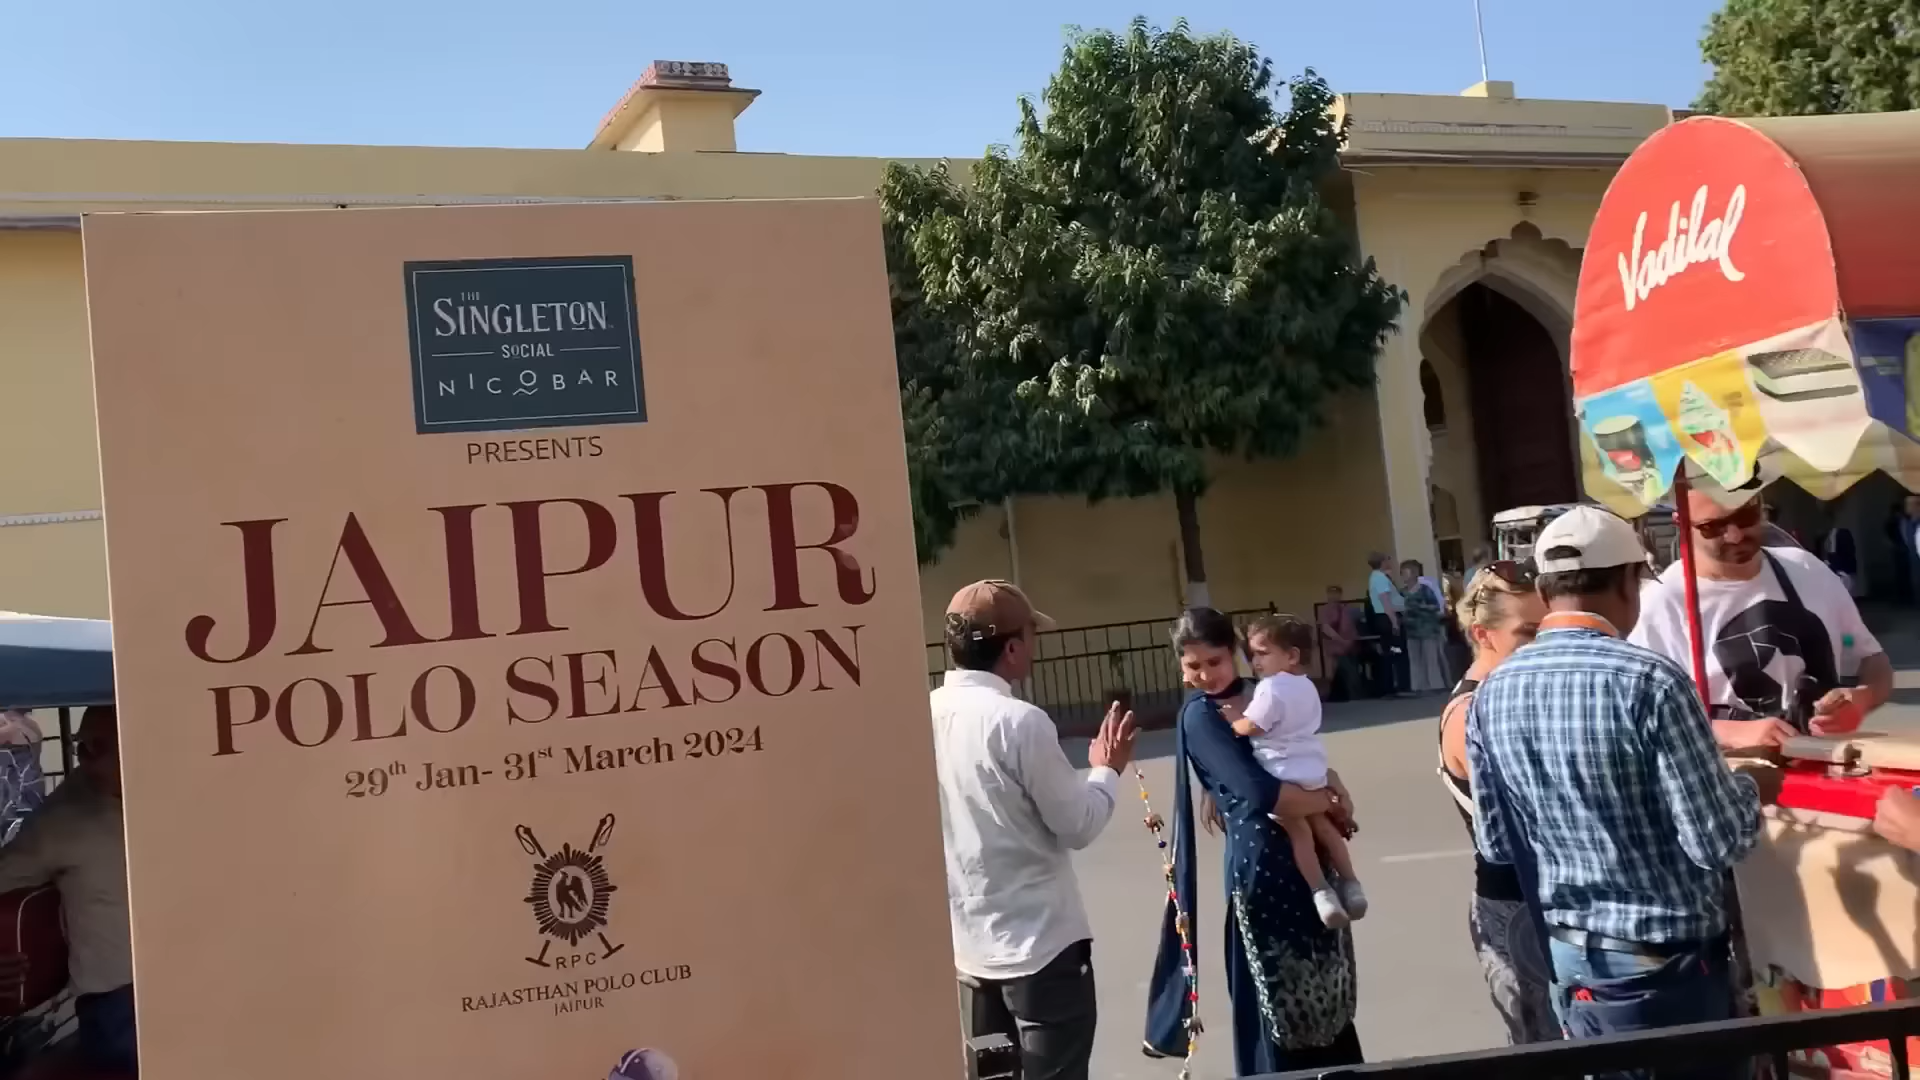 THE
SINGLETON
SOCIAL
NICOBAR
PRESENTS
JAIPUR
POLO SEASON
29th Jan- 31st March 2024
RPC
RAJASTHAN POLO CLUB
JAIPUR
Vadilal